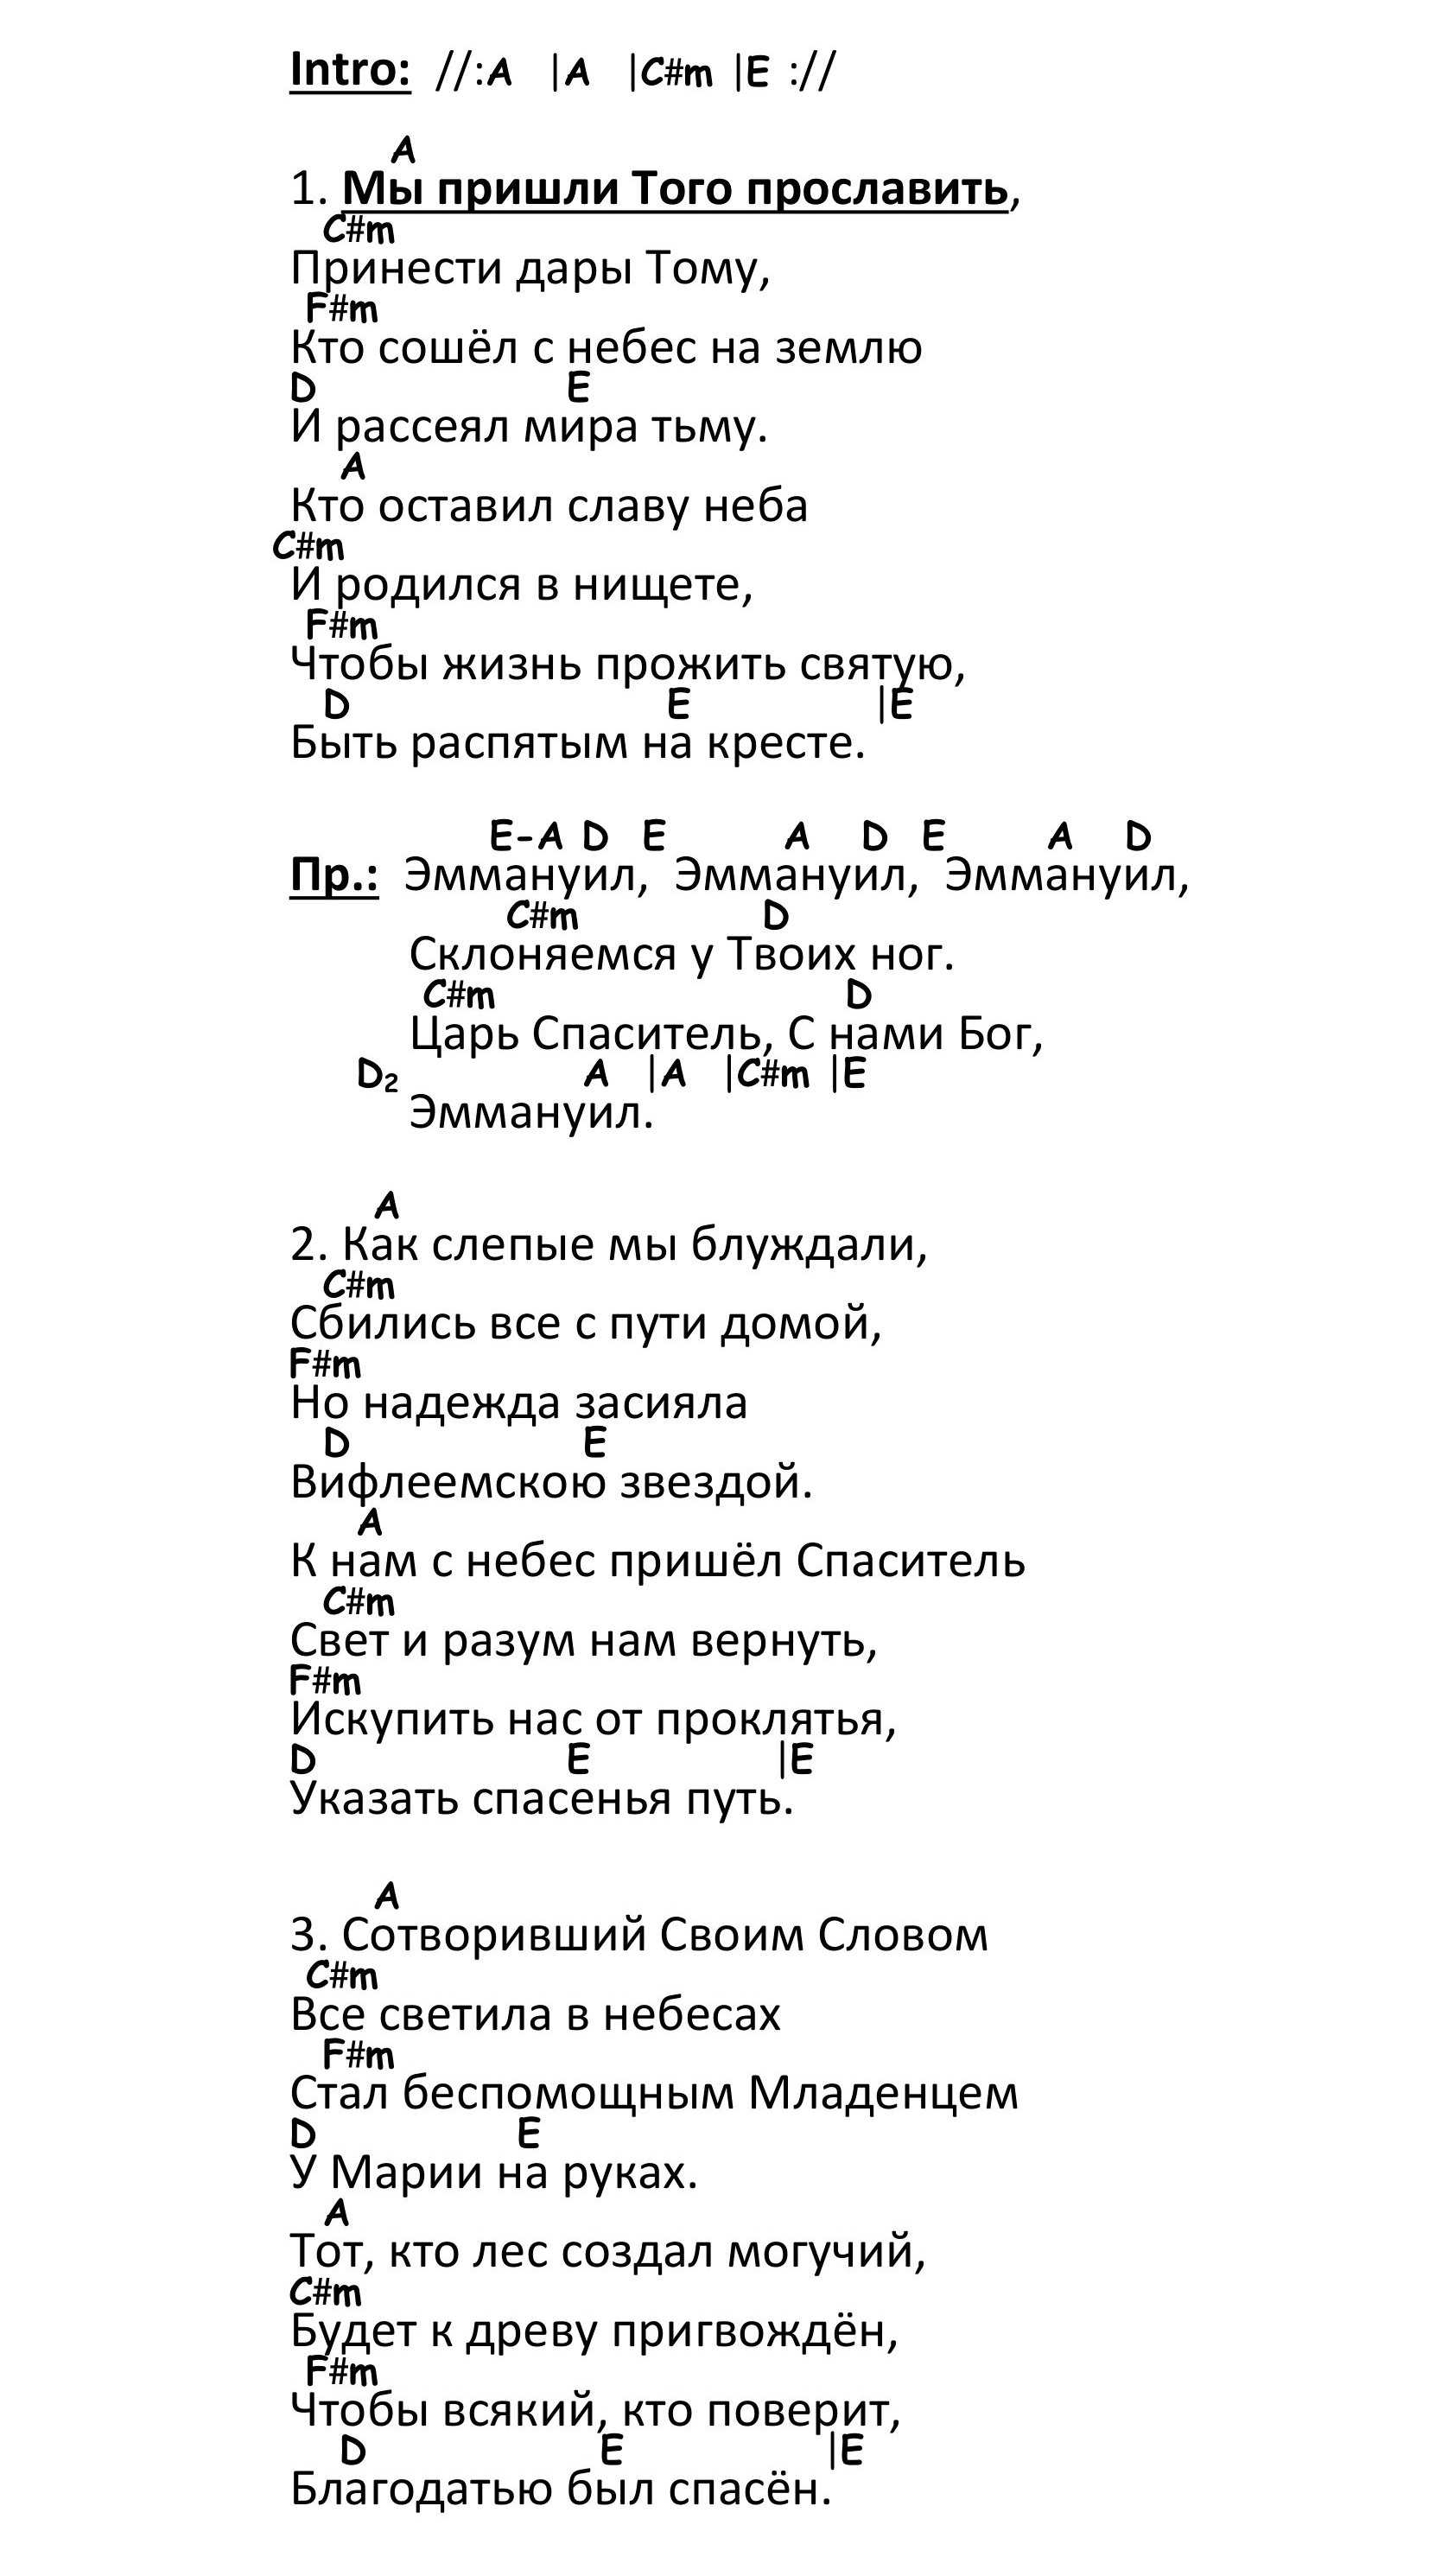 Intro: //:A |A |C#m |E ://
A
1. Мы пришли Того прославить,
C#m
Принести дары Тому,
F#m
Кто сошёл с небес на землю
D E
И рассеял мира тьму.
A
Кто оставил славу неба
C#m
И родился в нищете,
F#m
Чтобы жизнь прожить святую,
D E |E
Быть распятым на кресте.
E-A D E A D E A D
Пр.: Эммануил, Эммануил, Эммануил,
C#m D
Склоняемся у Твоих ног.
C#m D
Царь Спаситель, С нами Бог,
D2 A |A |C#m |E
Эммануил.
A
2. Как слепые мы блуждали,
C#m
Сбились все с пути домой,
F#m
Но надежда засияла
D E
Вифлеемскою звездой.
A
К нам с небес пришёл Спаситель
C#m
Свет и разум нам вернуть,
F#m
Искупить нас от проклятья,
D E |E
Указать спасенья путь.
A
3. Сотворивший Своим Словом
C#m
Все светила в небесах
F#m
Стал беспомощным Младенцем
D E
У Марии на руках.
A
Тот, кто лес создал могучий,
C#m
Будет к древу пригвождён,
F#m
Чтобы всякий, кто поверит,
D E |E
Благодатью был спасён.